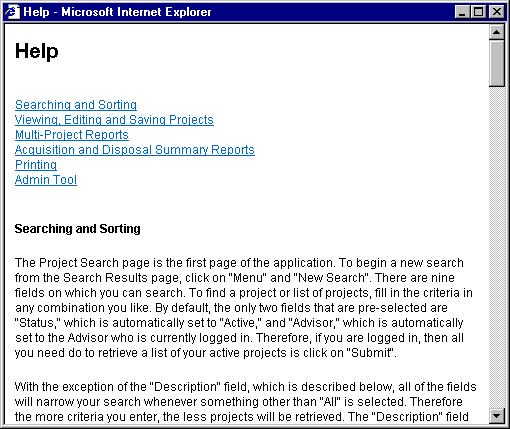 Help - Microsoft Internet Explorer
Help
Searching and Sorting
Viewing, Editing and Saving Projects
Multi-Project Reports
Acquisition and Disposal Summary Reports
Printing
Admin Tool
Searching and Sorting
The Project Search page is the first page of the application. To begin a new search
from the Search Results page, click on "Menu" and "New Search". There are nine
fields on which you can search. To find a project or list of projects, fill in the criteria in
any combination you like. By default, the only two fields that are pre-selected are
"Status," which is automatically set to "Active," and "Advisor," which is automatically
set to the Advisor who is currently logged in. Therefore, if you are logged in, then all
you need do to retrieve a list of your active projects is click on "Submit".
With the exception of the "Description" field, which is described below, all of the fields
will narrow your search whenever something other than "All" is selected. Therefore
the more criteria you enter, the less projects will be retrieved. The "Description" field